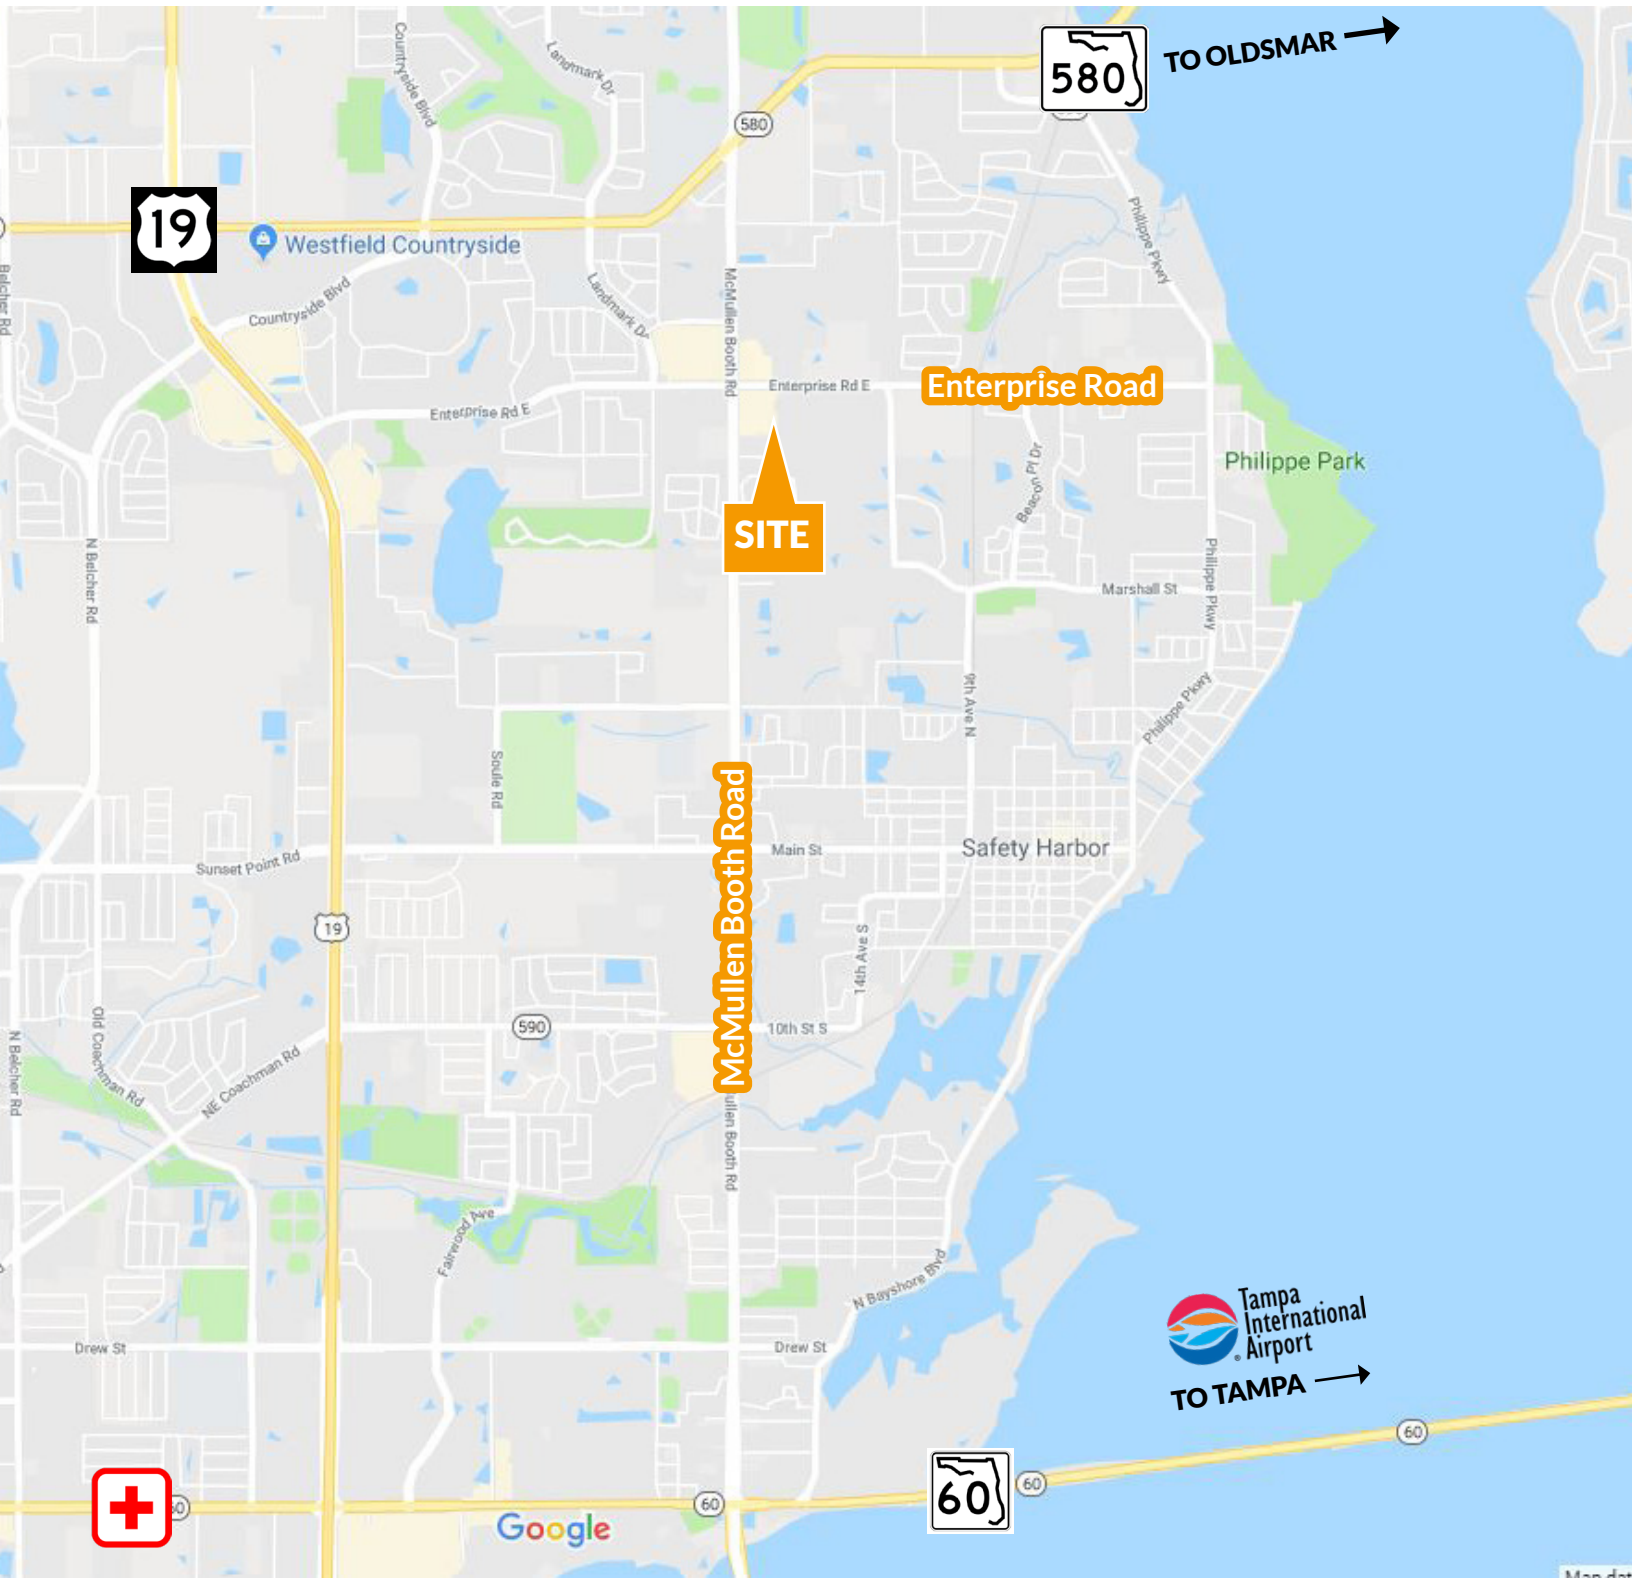 580
TO OLDSMAR
Countryside Blvd
Landmark Dr
580
19
Westfield Countryside
Philippe Pkwy
Belcher Rd
Countryside Blvd
Landmark Dr
McMullen Booth Rd
Enterprise Rd E
Enterprise Road
Enterprise Rd E
Philippe Park
Beacon Pl Dr
SITE
N Belcher Rd
Marshall St
Philippe Pkwy
9th Ave N
Philippe Pkwy
Soule Rd
McMullen Booth Road
Main St
Safety Harbor
Sunset Point Rd
19
14th Ave S
590
10th St S
Old Coachman Rd
N Belcher Rd
NE Coachman Rd
ullen Booth Rd
Fairwood Ave
N Bayshore Blvd
Tampa
International
Airport
®
Drew St
Drew St
TO TAMPA
60
60
60
60
60
Google